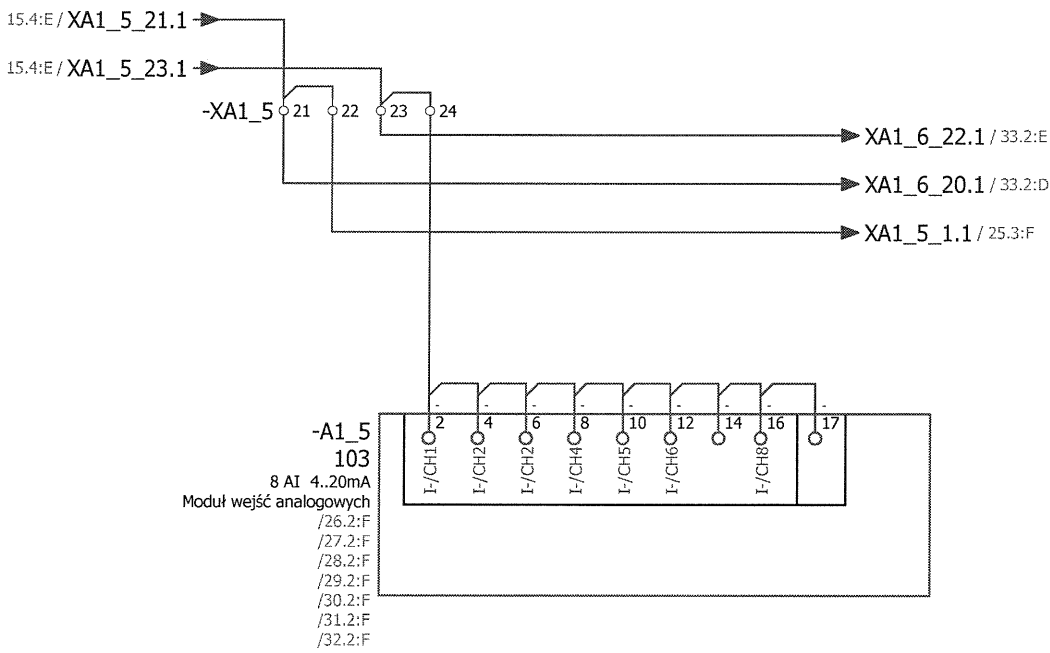 15.4:E / XA1_5_21.1
15.4:E / XA1_5_23.1
-XA1_5 21 22 23 24
XA1_6_22.1 / 33.2:E
XA1_6_20.1 / 33.2:D
XA1_5_1.1 / 25.3:F
- - - - - - - -
2 4 6 8 10 12 14 16 17
I-/CH1 I-/CH2 I-/CH2 I-/CH4 I-/CH5 I-/CH6 I-/CH8
-A1_5
103
8 AI 4..20mA
Moduł wejść analogowych
/26.2:F
/27.2:F
/28.2:F
/29.2:F
/30.2:F
/31.2:F
/32.2:F